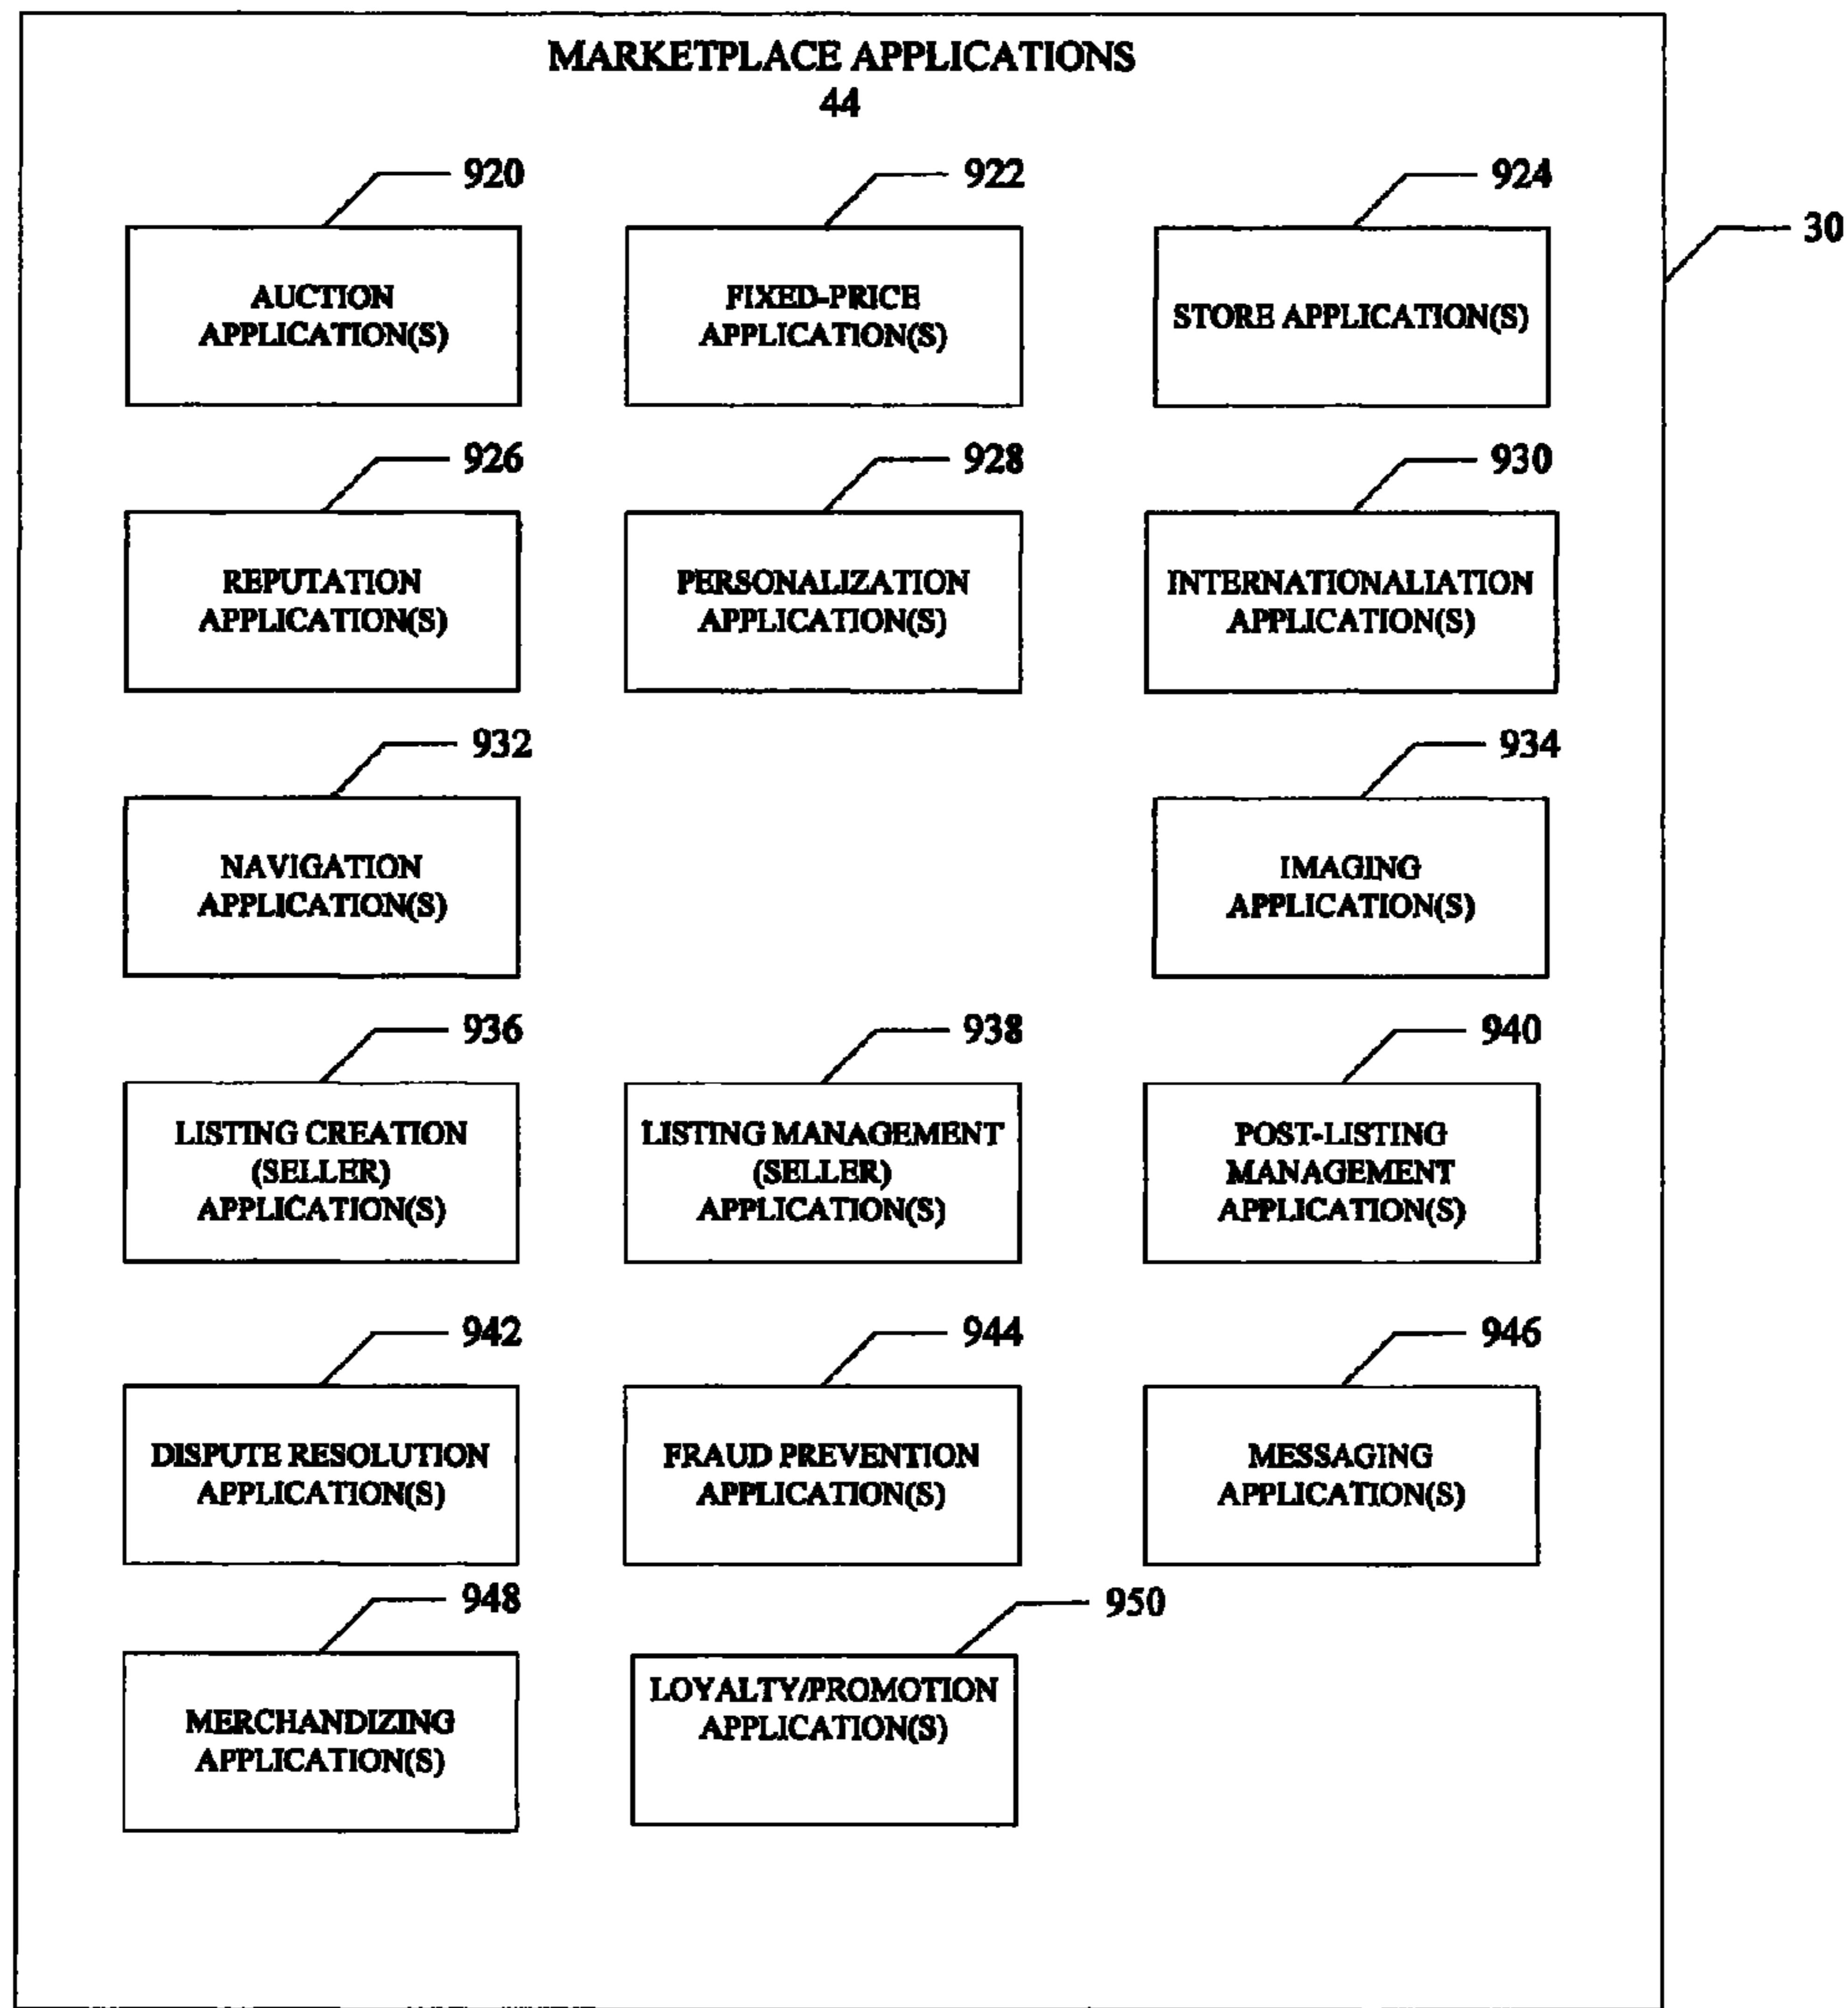 MARKETPLACE APPLICATIONS
44
920
922
924
30
AUCTION
APPLICATION(S)
FIXED-PRICE
APPLICATION(S)
STORE APPLICATION(S)
926
928
930
REPUTATION
APPLICATION(S)
PERSONALIZATION
APPLICATION(S)
INTERNATIONALIATION
APPLICATION(S)
932
934
NAVIGATION
APPLICATION(S)
IMAGING
APPLICATION(S)
936
938
940
LISTING CREATION
(SELLER)
APPLICATION(S)
LISTING MANAGEMENT
(SELLER)
APPLICATION(S)
POST-LISTING
MANAGEMENT
APPLICATION(S)
942
944
946
DISPUTE RESOLUTION
APPLICATION(S)
FRAUD PREVENTION
APPLICATION(S)
MESSAGING
APPLICATION(S)
948
950
MERCHANDIZING
APPLICATION(S)
LOYALTY/PROMOTION
APPLICATION(S)